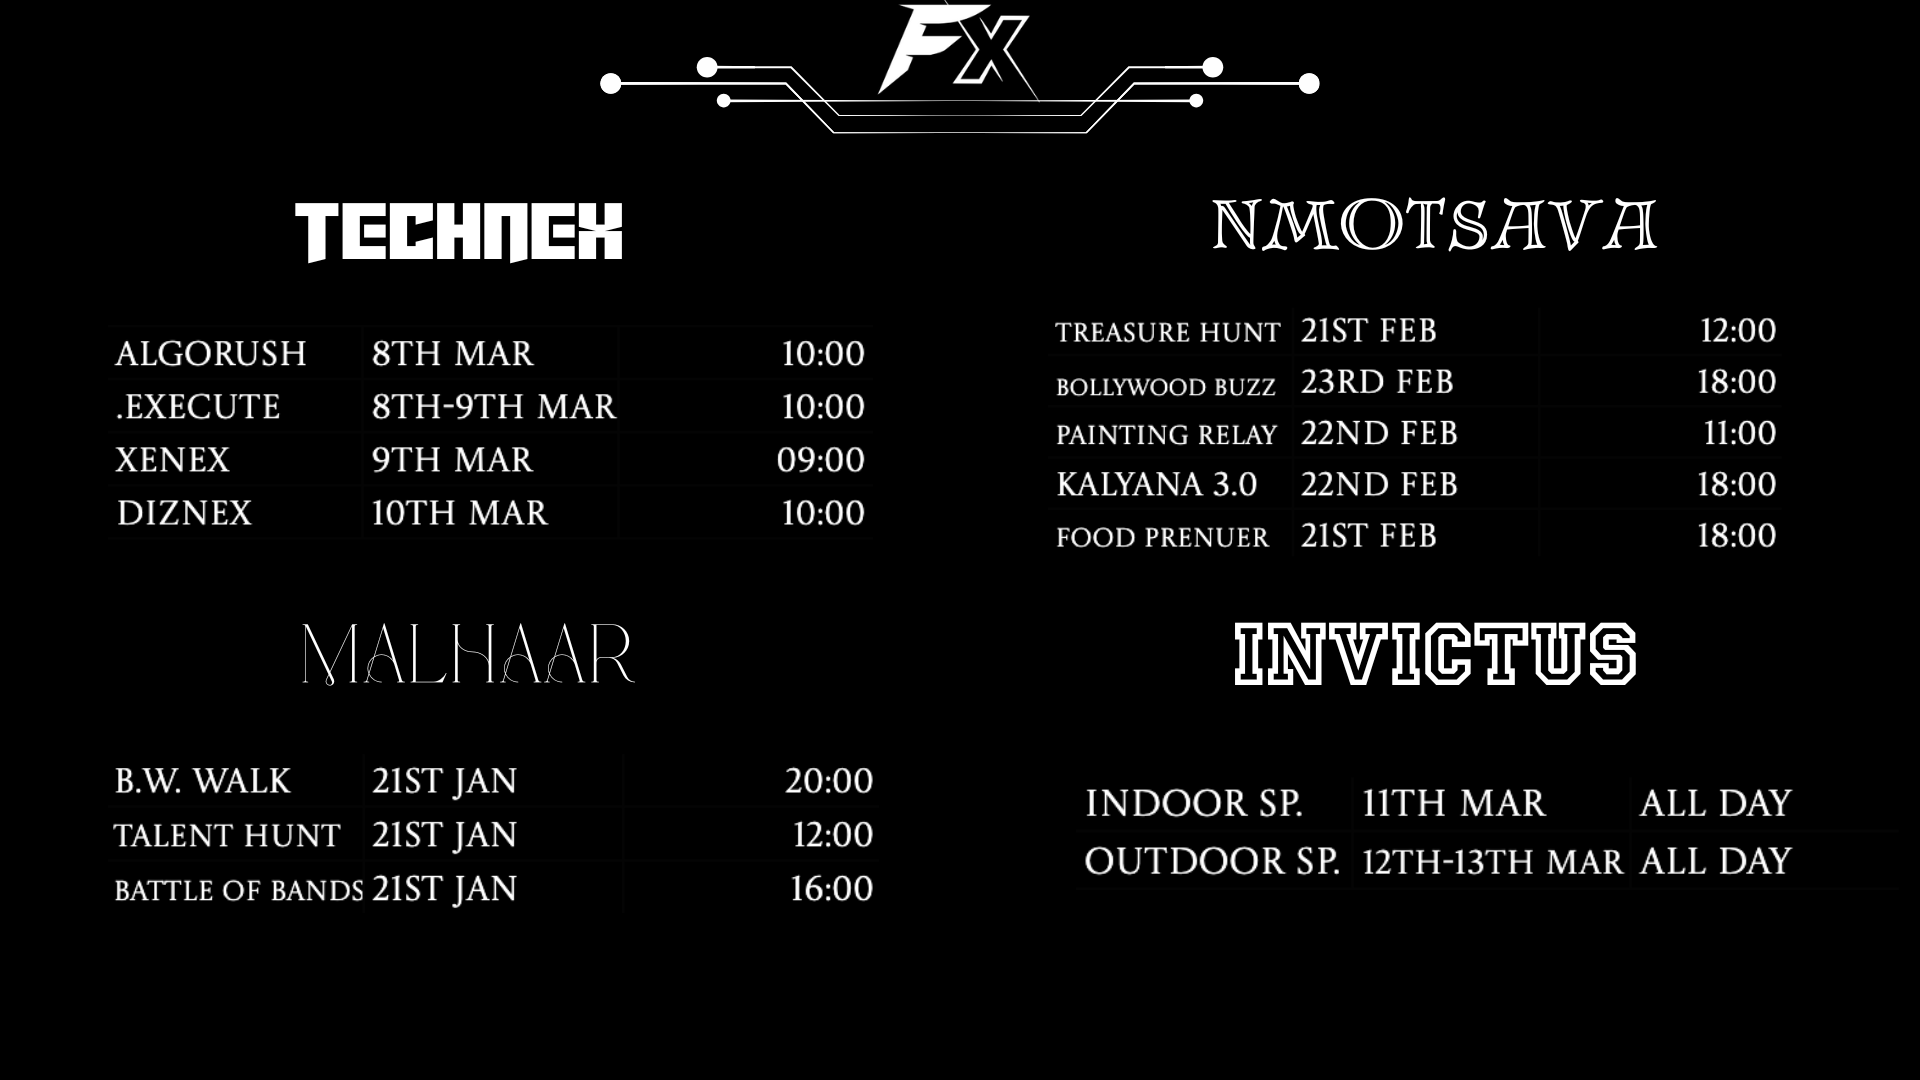 FX
TECHNEX
ALGORUSH 8TH MAR 10:00
.EXECUTE 8TH-9TH MAR 10:00
XENEX 9TH MAR 09:00
DIZNEX 10TH MAR 10:00
NMOTSAVA
TREASURE HUNT 21ST FEB 12:00
BOLLYWOOD BUZZ 23RD FEB 18:00
PAINTING RELAY 22ND FEB 11:00
KALYANA 3.0 22ND FEB 18:00
FOOD PRENUER 21ST FEB 18:00
MALHAAR
B.W. WALK 21ST JAN 20:00
TALENT HUNT 21ST JAN 12:00
BATTLE OF BANDS 21ST JAN 16:00
INVICTUS
INDOOR SP. 11TH MAR ALL DAY
OUTDOOR SP. 12TH-13TH MAR ALL DAY